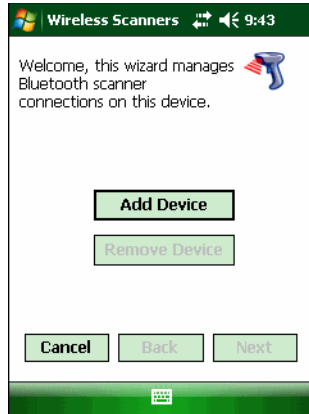 Wireless Scanners 9:43
Welcome, this wizard manages
Bluetooth scanner
connections on this device.
Add Device
Remove Device
Cancel Back Next